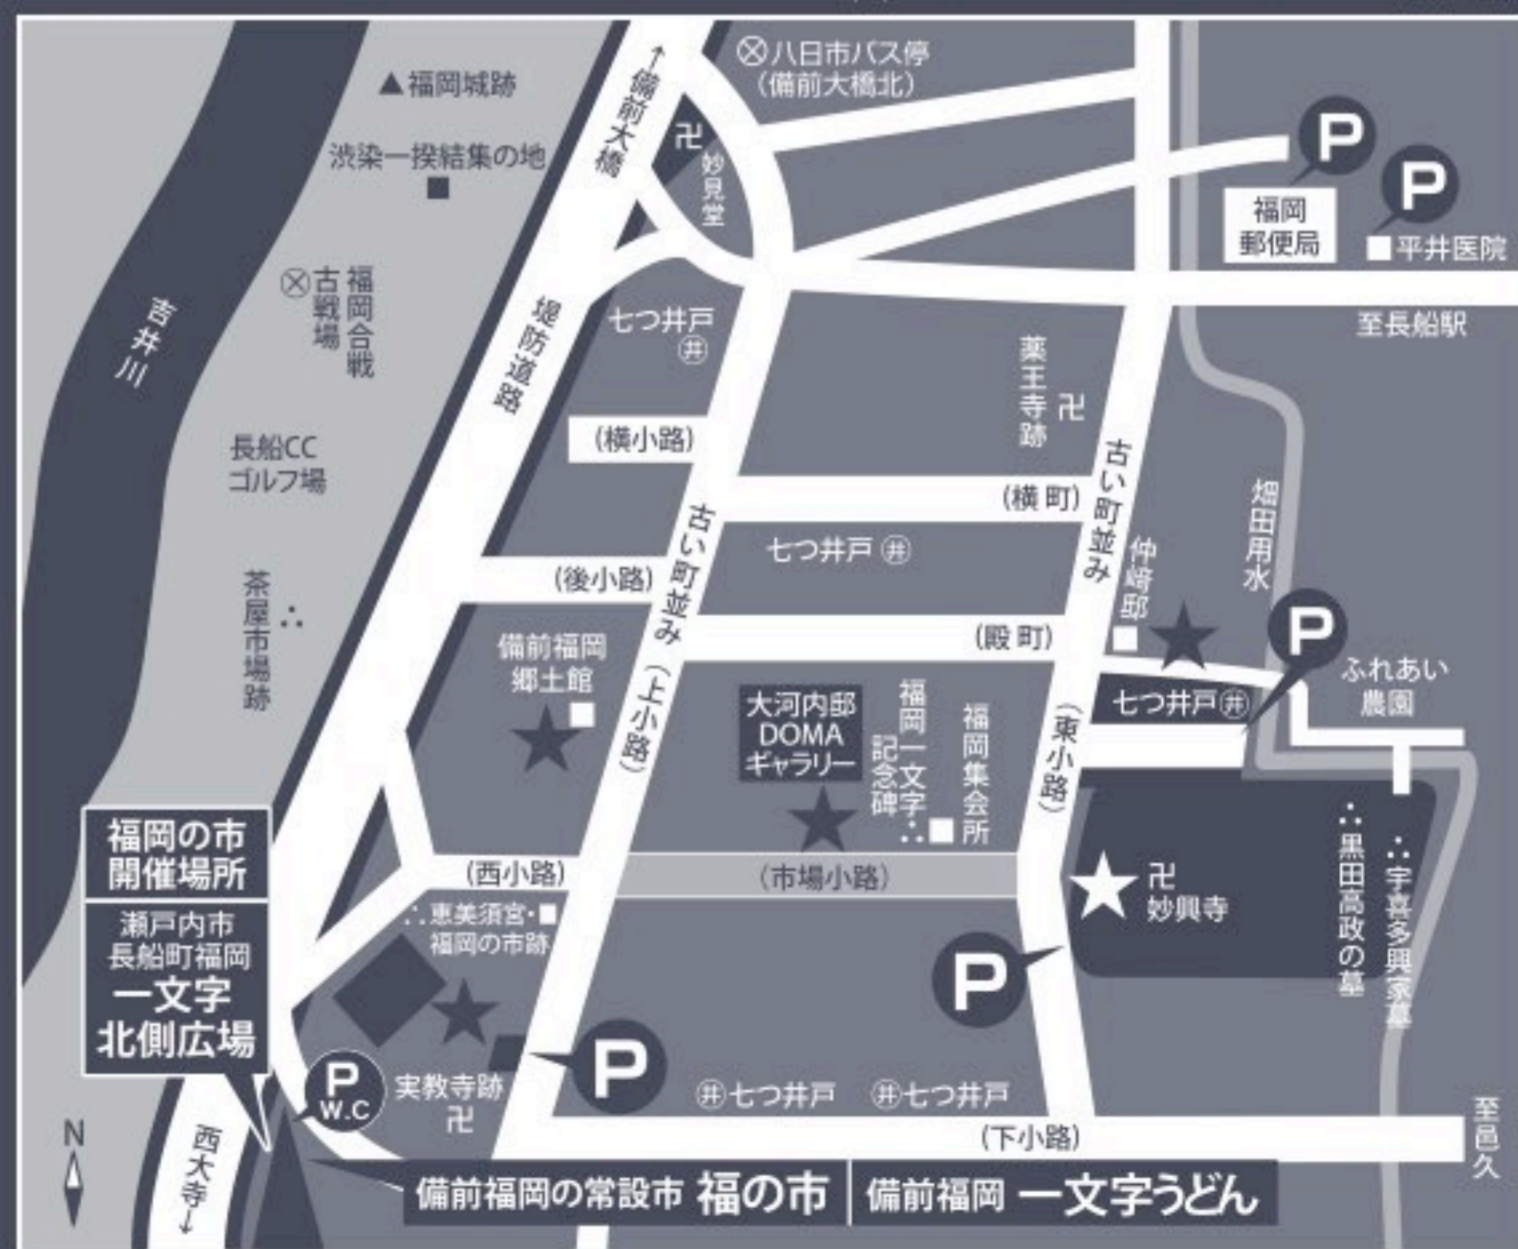 ⊗八日市バス停
（備前大橋北）
↑備前大橋
▲福岡城跡
渋染一揆結集の地
卍妙見堂
P
P
福岡
郵便局
平井医院
至長船駅
福岡合戦
⊗古戦場
吉井川
堤防道路
七つ井戸
㊓
薬王寺跡
卍
長船CC
ゴルフ場
(横小路)
(横町)
古い町並み
古い町並み
七つ井戸㊓
仲﨑邸
畑田用水
(後小路)
(殿町)
茶屋市場跡
備前福岡
郷土館
(上小路)
大河内邸
DOMA
ギャラリー
福岡一文字
記念碑
福岡集会所
(東小路)
七つ井戸㊓
P
ふれあい
農園
福岡の市
開催場所
瀬戸内市
長船町福岡
一文字
北側広場
(西小路)
(市場小路)
恵美須宮・
福岡の市跡
卍
妙興寺
黒田高政の墓
宇喜多興家墓
P
P
P
W.C
実教寺跡
卍
㊓七つ井戸
㊓七つ井戸
(下小路)
至邑久
N
西大寺↓
備前福岡の常設市 福の市
備前福岡 一文字うどん